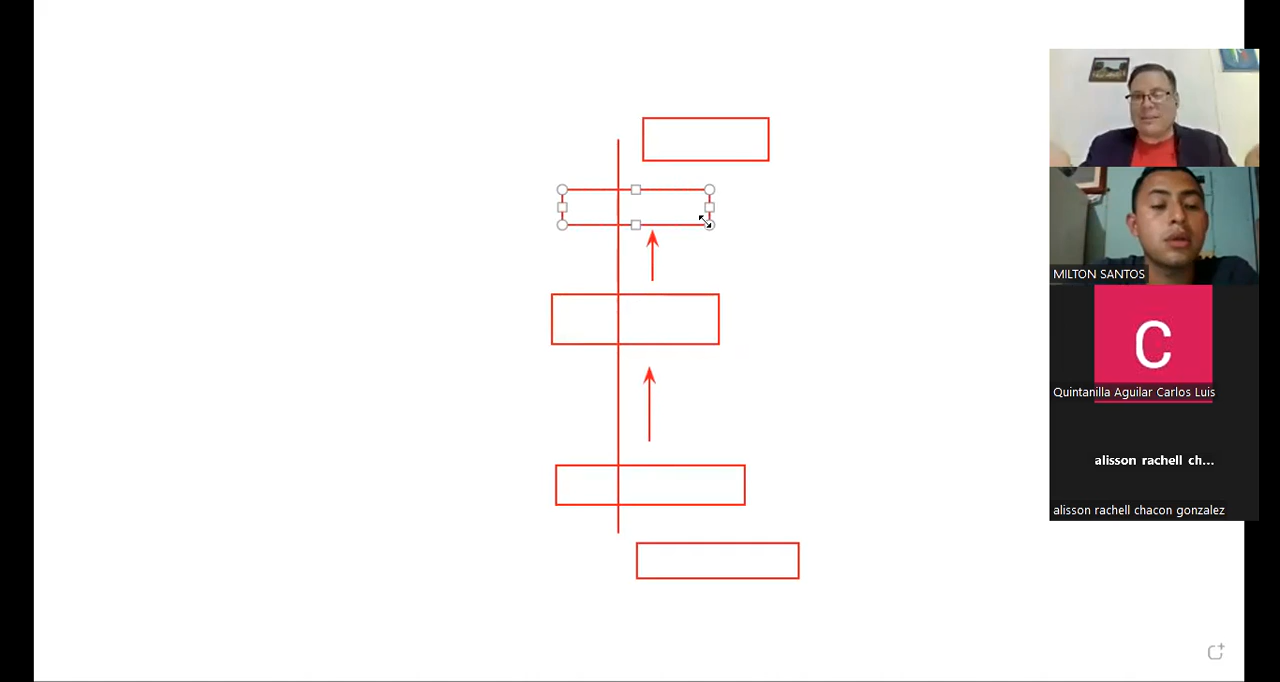 MILTON SANTOS
C
Quintanilla Aguilar Carlos Luis
alisson rachell ch...
alisson rachell chacon gonzalez